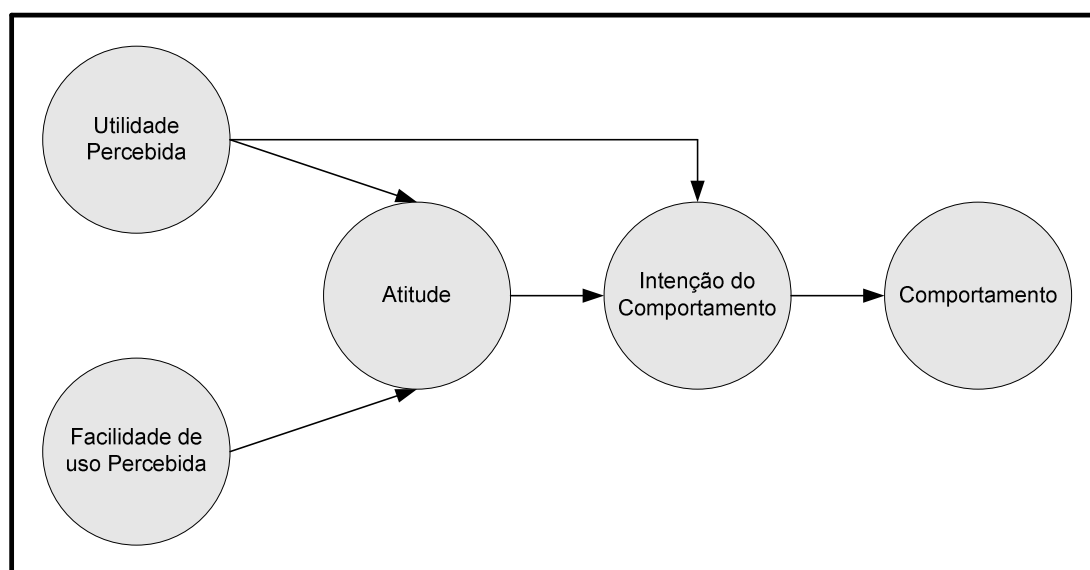 Utilidade
Percebida
Atitude
Intenção do
Comportamento
Comportamento
Facilidade de
uso Percebida